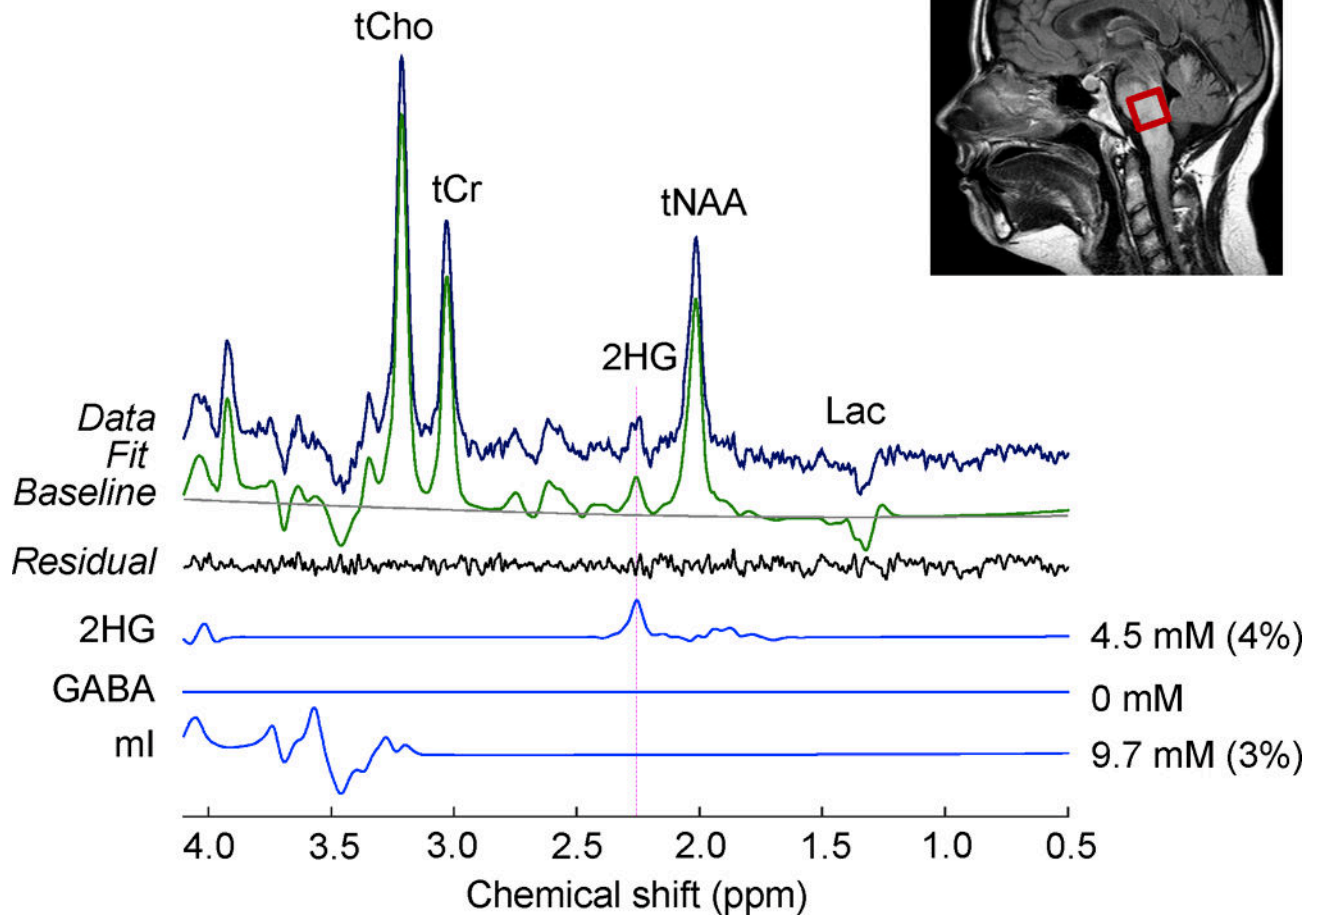 tCho
tCr
tNAA
2HG
Lac
Data
Fit
Baseline
Residual
2HG
4.5 mM (4%)
GABA
0 mM
mI
9.7 mM (3%)
4.0 3.5 3.0 2.5 2.0 1.5 1.0 0.5
Chemical shift (ppm)